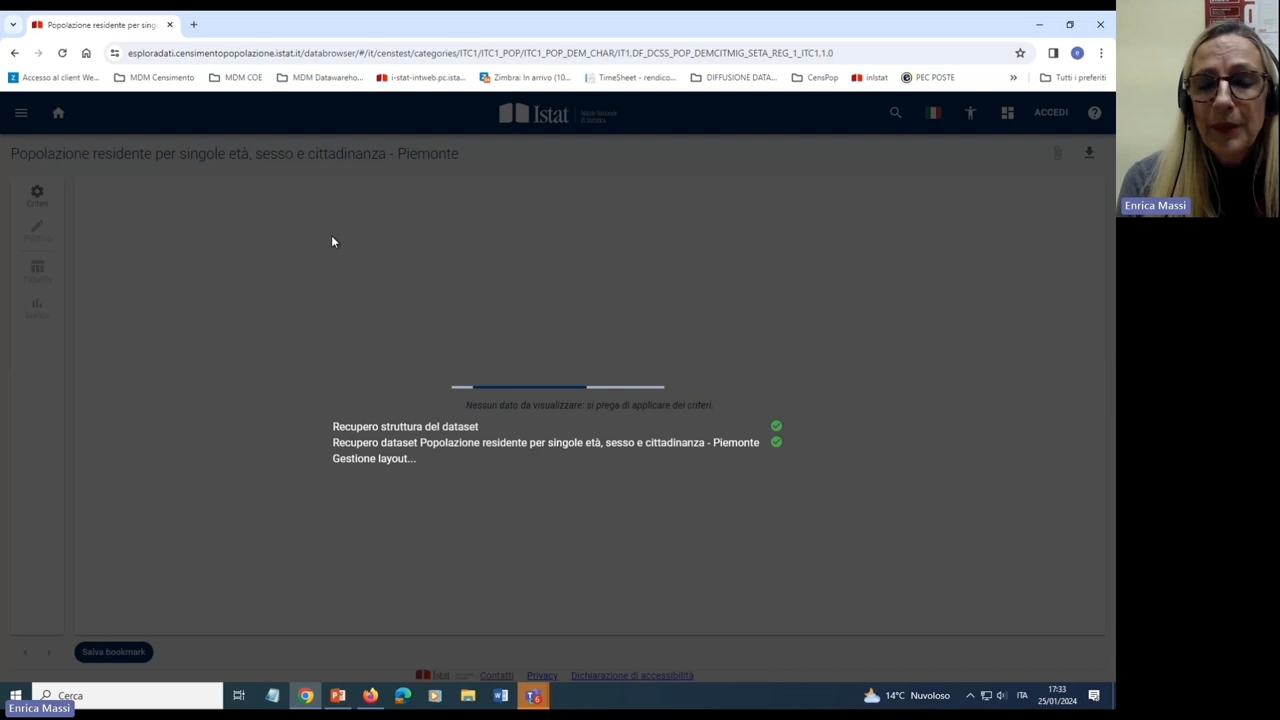 Popolazione residente per sing
esploradati.censimentopopolazione.istat.it/databrowser/#/it/censtest/categories/ITC1/ITC1_POP/ITC1_POP_DEM_CHAR/IT1,DF_DCSS_POP_DEMCITMIG_SETA_REG_1_ITC1,1.0
Accesso al client We... MDM Censimento MDM COE MDM Datawareho... i-stat-intweb.pc.ista... Zimbra: In arrivo (10... TimeSheet - rendico... DIFFUSIONE DATA... CensPop inIstat PEC POSTE » Tutti i preferiti
Istat Istituto Nazionale di Statistica ACCEDI
Popolazione residente per singole età, sesso e cittadinanza - Piemonte
Criteri
Tabella
Enrica Massi
Nessun dato da visualizzare: si prega di applicare dei criteri.
Recupero struttura del dataset
Recupero dataset Popolazione residente per singole età, sesso e cittadinanza - Piemonte
Gestione layout...
Salva bookmark
Istat Contatti Privacy Dichiarazione di accessibilità
Cerca 14°C Nuvoloso ITA 17:33
25/01/2024
Enrica Massi